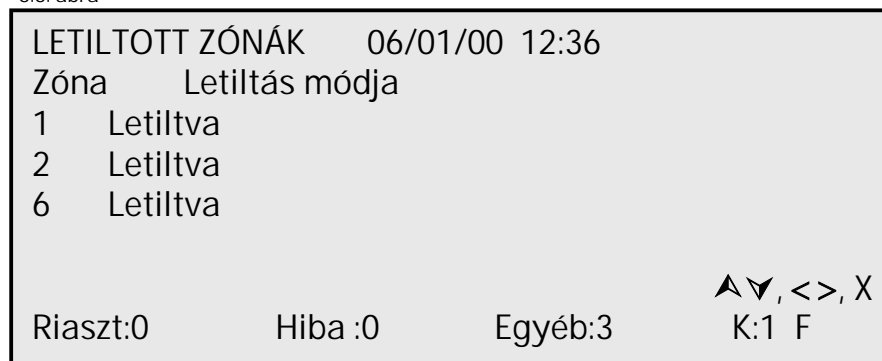 LETILTOTT ZÓNÁK 06/01/00 12:36
Zóna Letiltás módja
1 Letiltva
2 Letiltva
6 Letiltva
⮝⮟, < >, X
Riaszt:0 Hiba :0 Egyéb:3 K:1 F